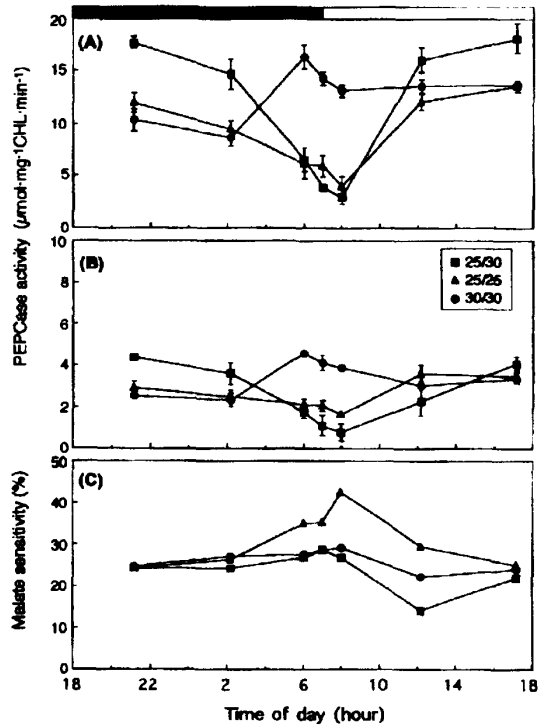 (A)
20
15
10
5
0
PEPCase activity (μmol·mg⁻¹CHL·min⁻¹)
(B)
10
8
6
4
2
0
25/30
25/25
30/30
(C)
50
40
30
20
10
0
Malate sensitivity (%)
18 22 2 6 10 14 18
Time of day (hour)